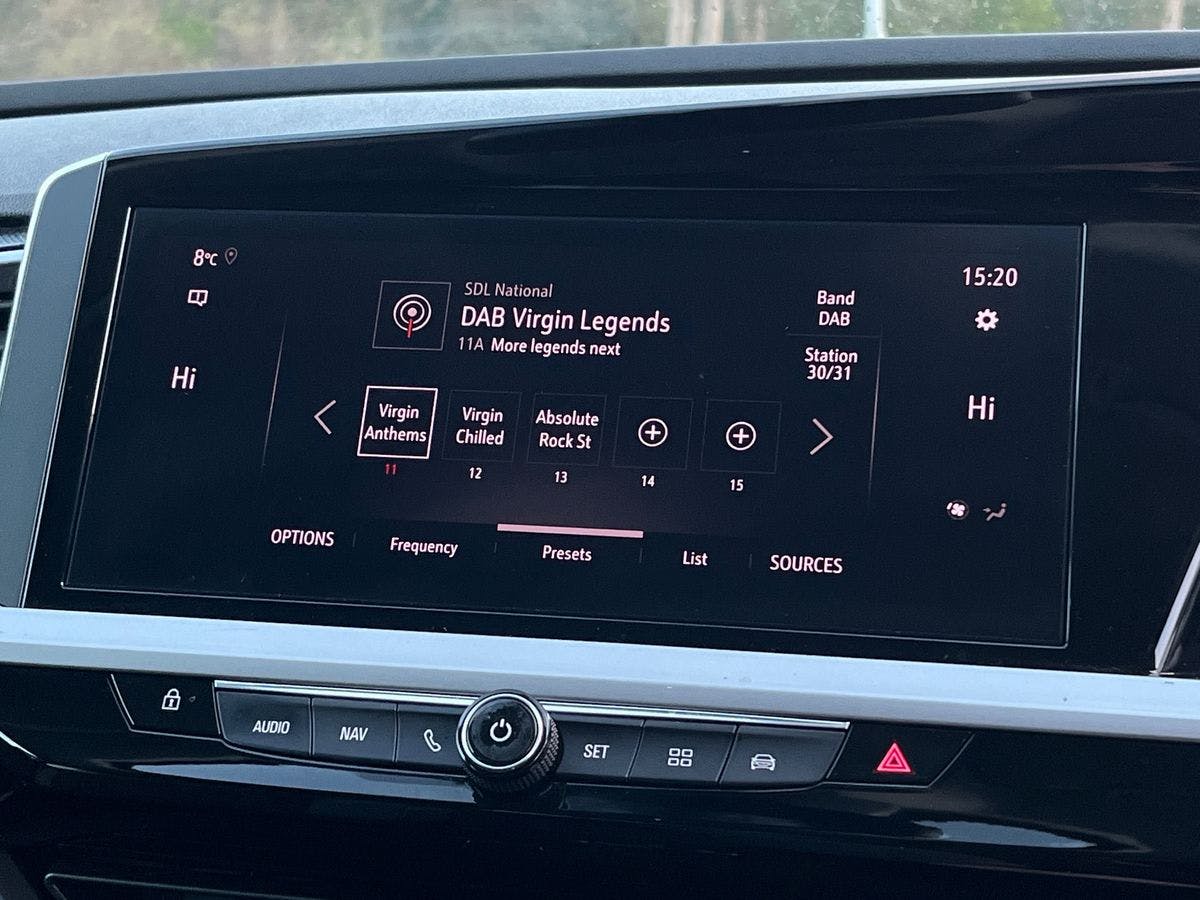 8°C
15:20
SDL National
DAB Virgin Legends
11A More legends next
Band
DAB
Station
30/31
Hi
Hi
Virgin
Anthems
11
Virgin
Chilled
12
Absolute
Rock St
13
14
15
OPTIONS
Frequency
Presets
List
SOURCES
AUDIO
NAV
SET